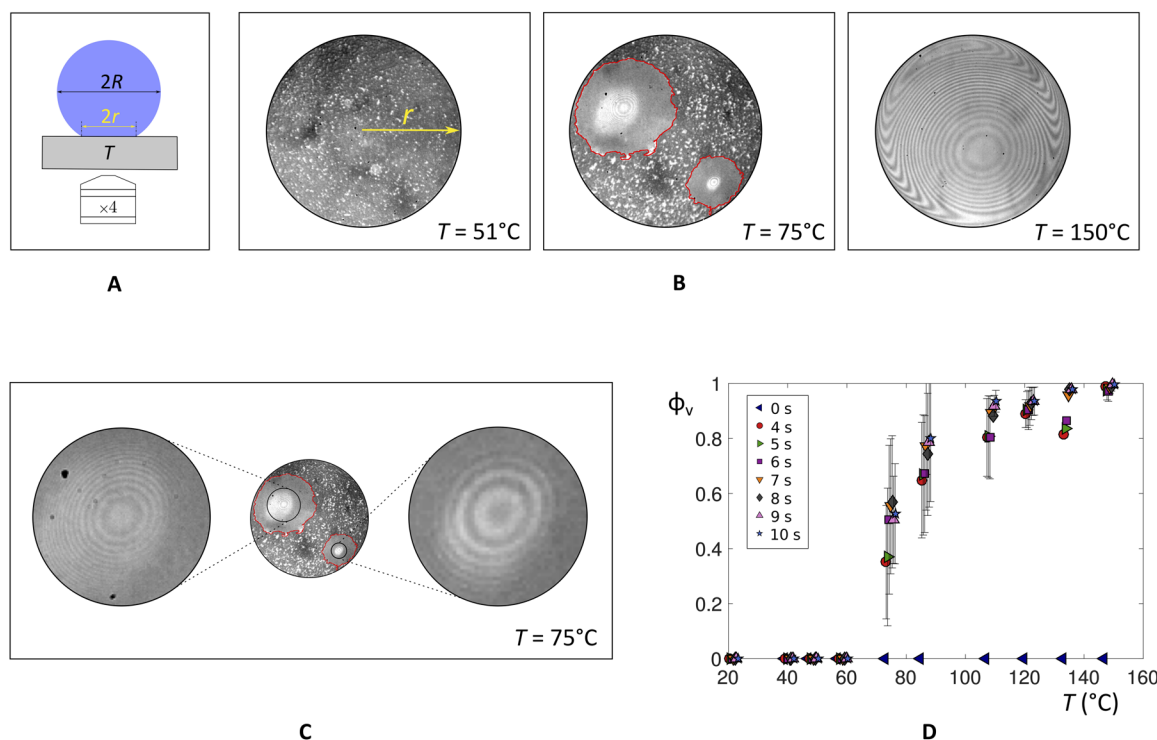 2R
2r
T
×4
A
r
T = 51°C
T = 75°C
B
T = 150°C
T = 75°C
C
ϕv
1
0.8
0.6
0.4
0.2
0
0 s
4 s
5 s
6 s
7 s
8 s
9 s
10 s
20 40 60 80 100 120 140 160
T (°C)
D